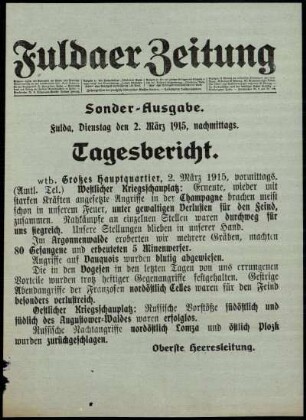 Fuldaer Zeitung
Sonder-Ausgabe.
Fulda, Dienstag den 2. März 1915, nachmittags.
Tagesbericht.
wtb. Großes Hauptquartier, 2. März 1915, vormittags.
(Amtl. Tel.) Westlicher Kriegsschauplatz: Erneute, wieder mit
starken Kräften angesetzte Angriffe in der Champagne brachen meist
schon in unserem Feuer, unter gewaltigen Verlusten für den Feind,
zusammen. Nahkämpfe an einzelnen Stellen waren durchweg für
uns siegreich. Unsere Stellungen blieben in unserer Hand.
Im Argonnenwalde eroberten wir mehrere Gräben, machten
80 Gefangene und erbeuteten 5 Minenwerfer.
Angriffe auf Vauquois wurden blutig abgewiesen.
Die in den Vogesen in den letzten Tagen von uns errungenen
Vorteile wurden trotz heftiger Gegenangriffe festgehalten. Gestrige
Abendangriffe der Franzosen nordöstlich Celles waren für den Feind
besonders verlustreich.
Oestlicher Kriegsschauplatz: Russische Vorstöße südöstlich und
südlich des Augustower-Waldes waren erfolglos.
Russische Nachtangriffe nordöstlich Lomza und östlich Plozk
wurden zurückgeschlagen.
Oberste Heeresleitung.